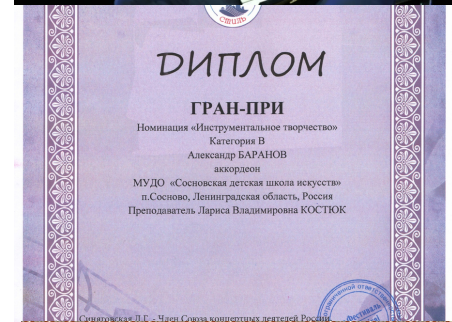 СТИЛЬ
ДИПЛОМ
ГРАН-ПРИ
Номинация «Инструментальное творчество»
Категория В
Александр БАРАНОВ
аккордеон
МУДО «Сосновская детская школа искусств»
п.Сосново, Ленинградская область, Россия
Преподаватель Лариса Владимировна КОСТЮК
Л.Г. - Член Союза концертных деятелей России